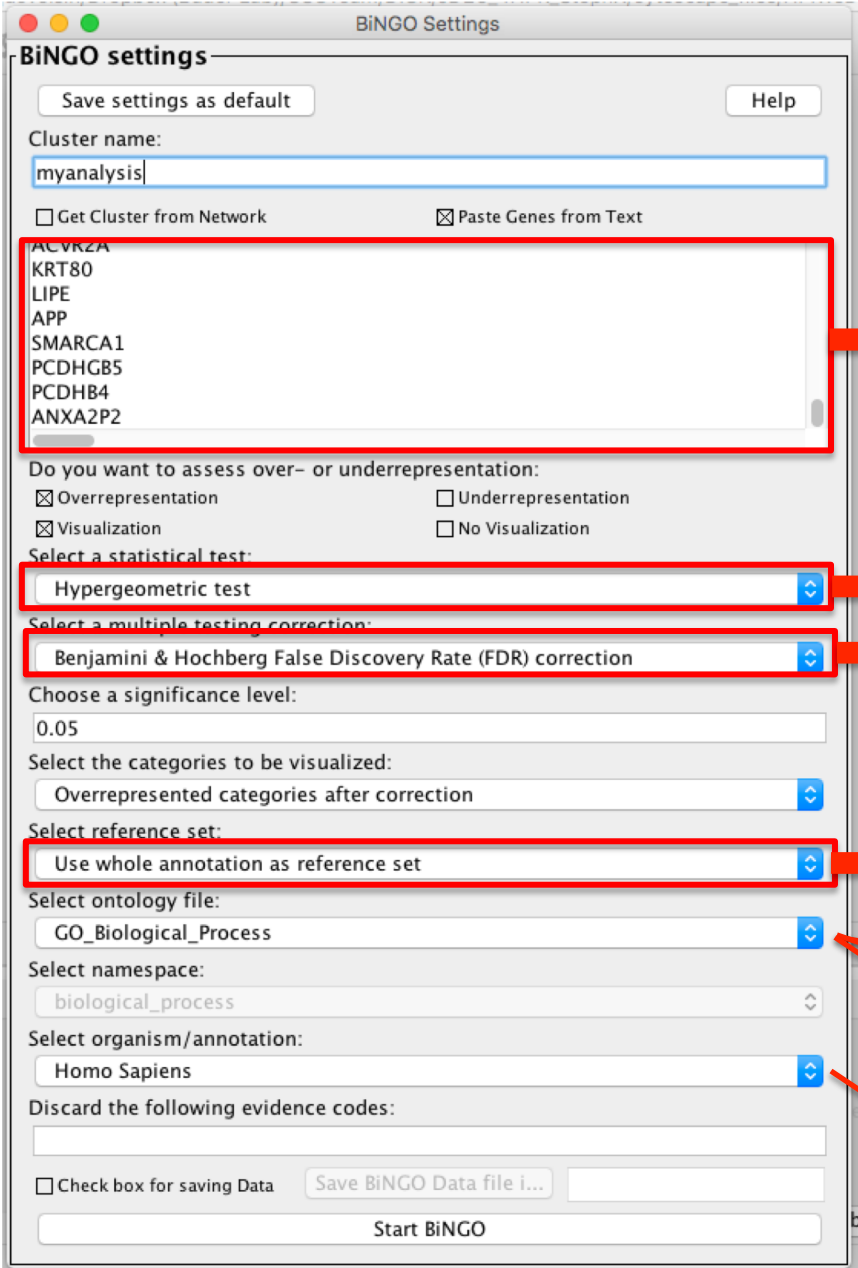 BiNGO Settings
BiNGO settings
Save settings as default
Help
Cluster name:
myanalysis
Get Cluster from Network
Paste Genes from Text
ACVR2A
KRT80
LIPE
APP
SMARCA1
PCDHGB5
PCDHB4
ANXA2P2
Do you want to assess over- or underrepresentation:
Overrepresentation
Underrepresentation
Visualization
No Visualization
Select a statistical test:
Hypergeometric test
Select a multiple testing correction:
Benjamini & Hochberg False Discovery Rate (FDR) correction
Choose a significance level:
0.05
Select the categories to be visualized:
Overrepresented categories after correction
Select reference set:
Use whole annotation as reference set
Select ontology file:
GO_Biological_Process
Select namespace:
biological_process
Select organism/annotation:
Homo Sapiens
Discard the following evidence codes:
Check box for saving Data
Save BiNGO Data file i...
Start BiNGO